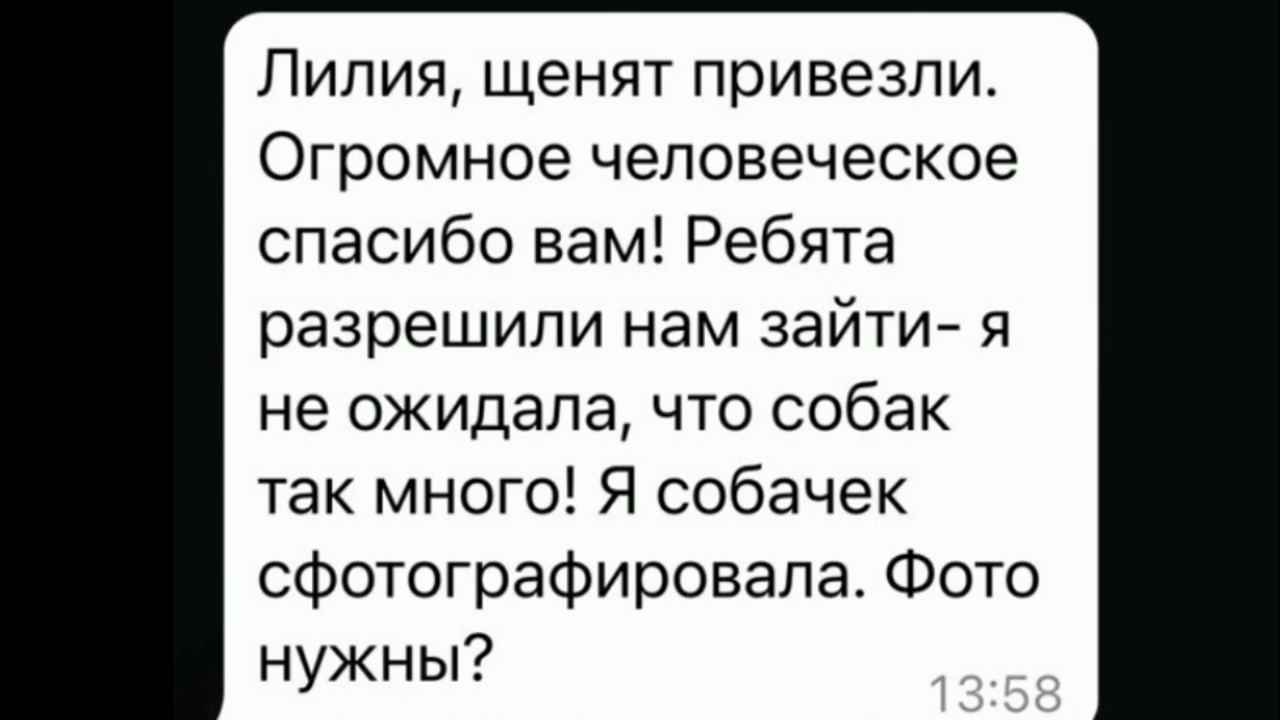 Лилия, щенят привезли.
Огромное человеческое
спасибо вам! Ребята
разрешили нам зайти- я
не ожидала, что собак
так много! Я собачек
сфотографировала. Фото
нужны?
13:58